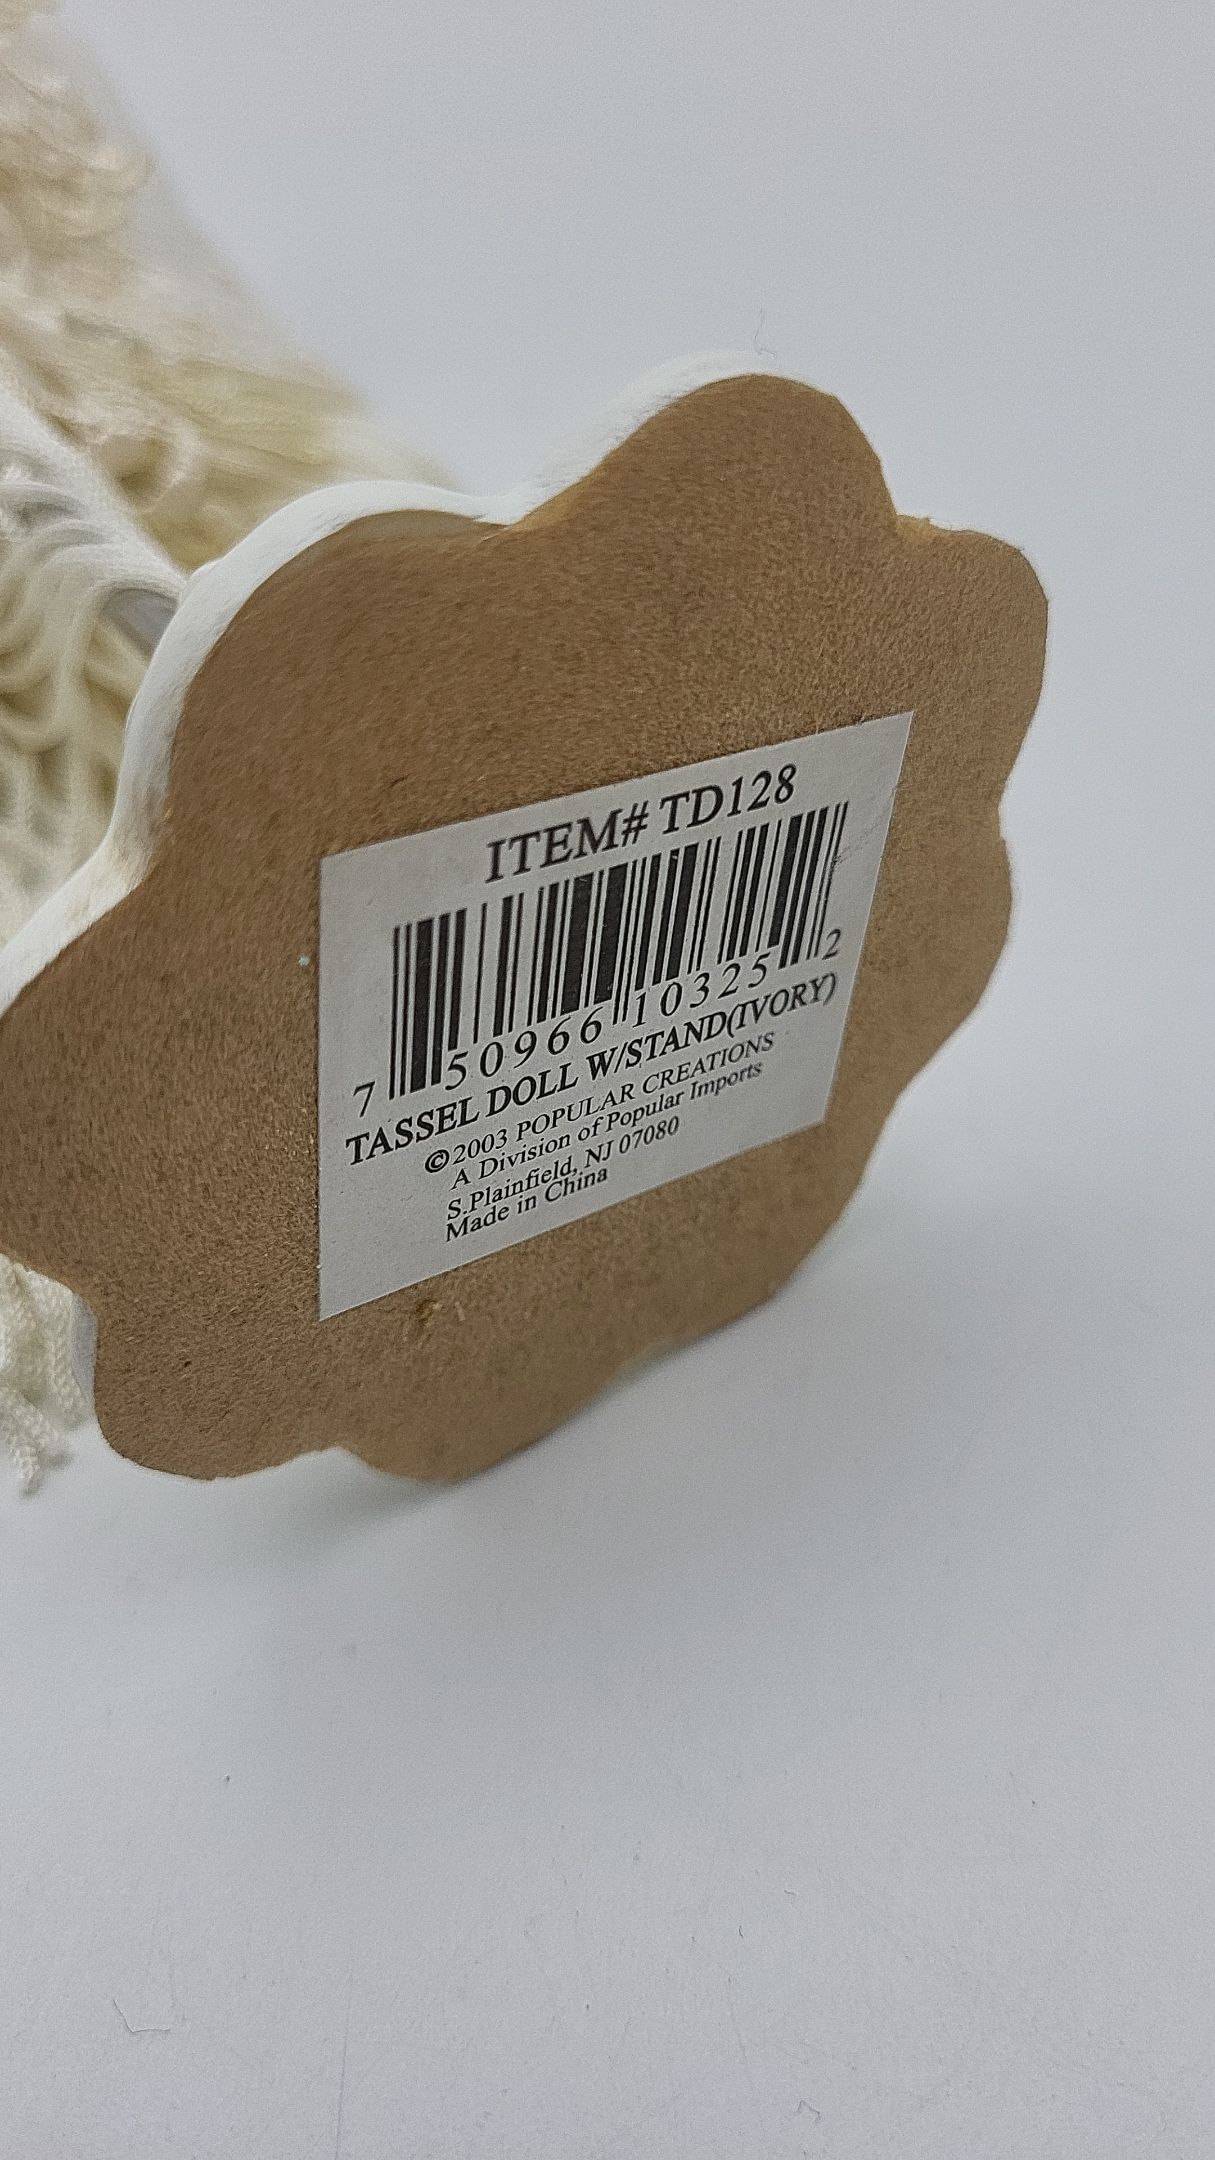 ITEM# TD128
7 50966 10325 2
TASSEL DOLL W/STAND(IVORY)
©2003 POPULAR CREATIONS
A Division of Popular Imports
S.Plainfield, NJ 07080
Made in China